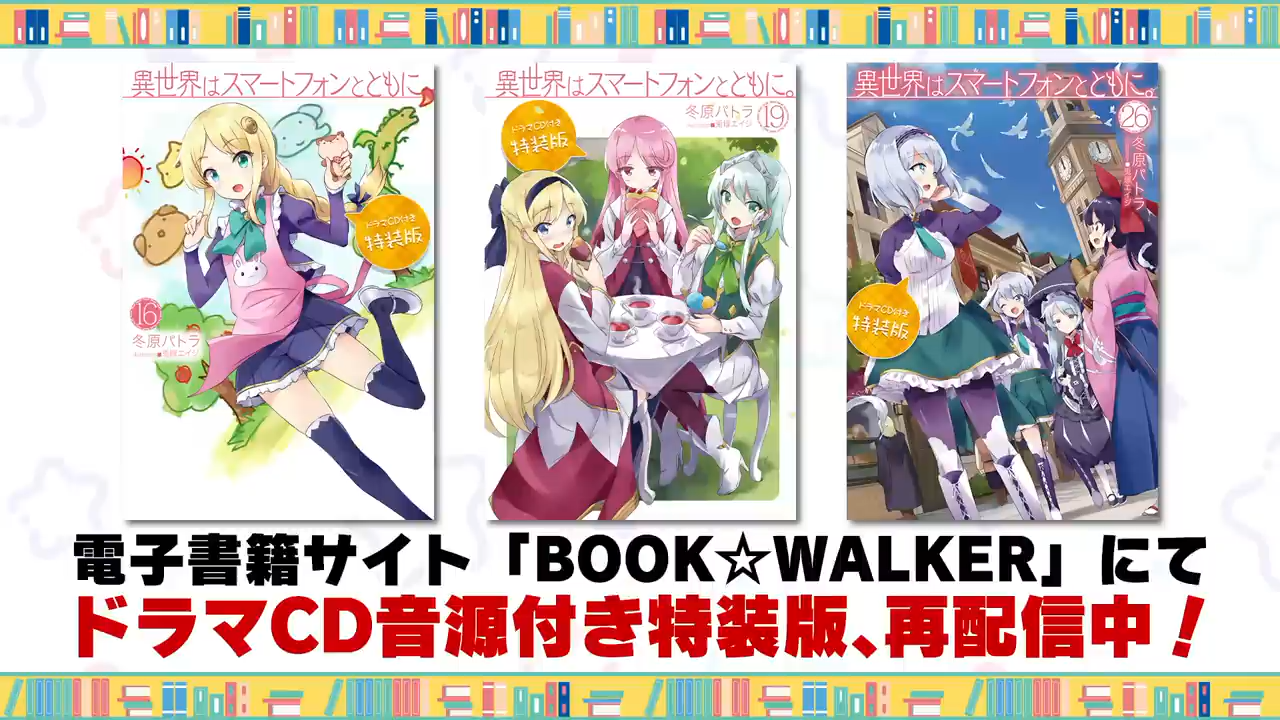 異世界はスマートフォンとともに。
ドラマCD付き
特装版
16
冬原パトラ
異世界はスマートフォンとともに。
ドラマCD付き
特装版
冬原パトラ
19
異世界はスマートフォンとともに。
26
冬原パトラ
ドラマCD付き
特装版
電子書籍サイト「BOOK☆WALKER」にて
ドラマCD音源付き特装版、再配信中！